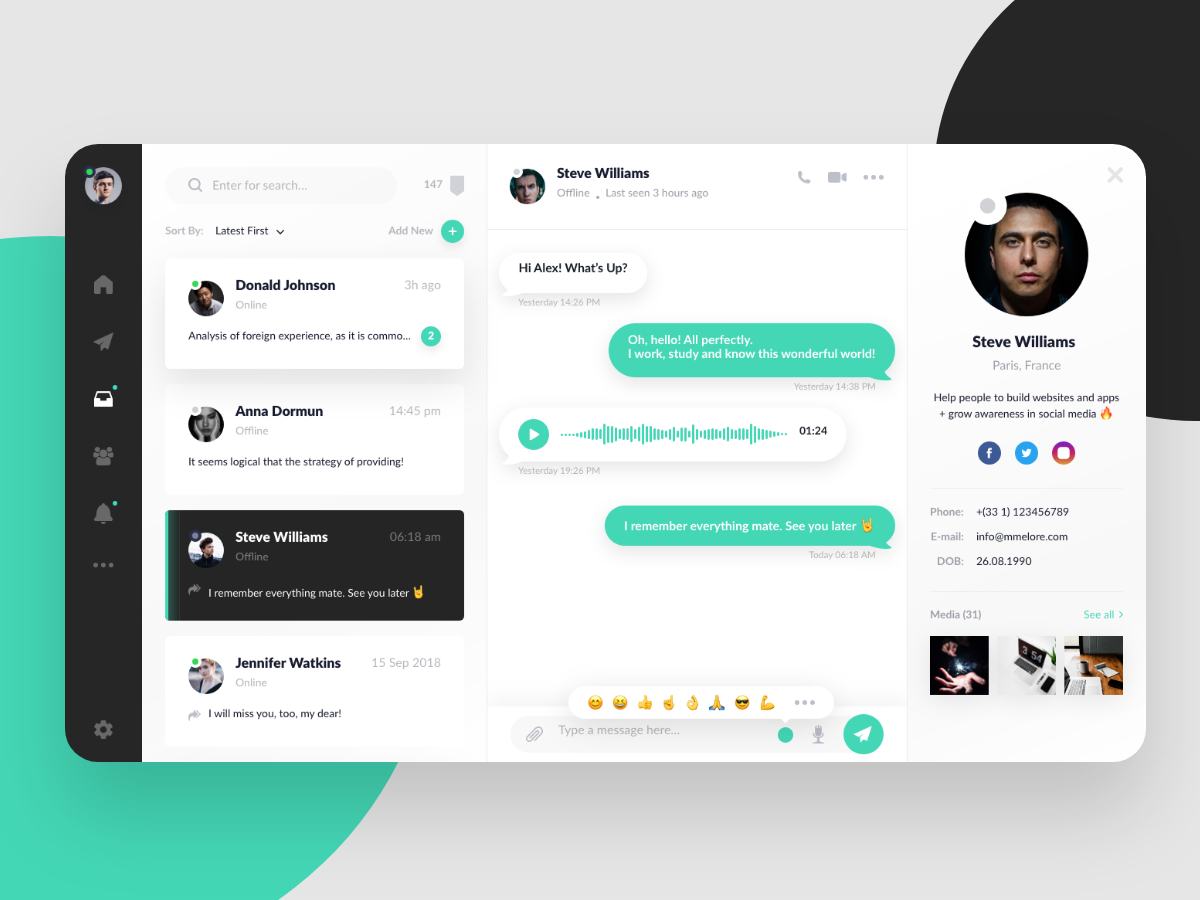 Enter for search...
147
Sort By: Latest First
Add New
Donald Johnson
3h ago
Online
Analysis of foreign experience, as it is commo...
2
Anna Dormun
14:45 pm
Offline
It seems logical that the strategy of providing!
Steve Williams
06:18 am
Offline
I remember everything mate. See you later 🤘
Jennifer Watkins
15 Sep 2018
Online
I will miss you, too, my dear!
Steve Williams
Offline • Last seen 3 hours ago
Hi Alex! What's Up?
Yesterday 14:26 PM
Oh, hello! All perfectly.
I work, study and know this wonderful world!
Yesterday 14:38 PM
01:24
Yesterday 19:26 PM
I remember everything mate. See you later 🤘
Today 06:18 AM
Type a message here...
Steve Williams
Paris, France
Help people to build websites and apps
+ grow awareness in social media 🔥
Phone: +(33 1) 123456789
E-mail: info@mmelore.com
DOB: 26.08.1990
Media (31)
See all >
3 54